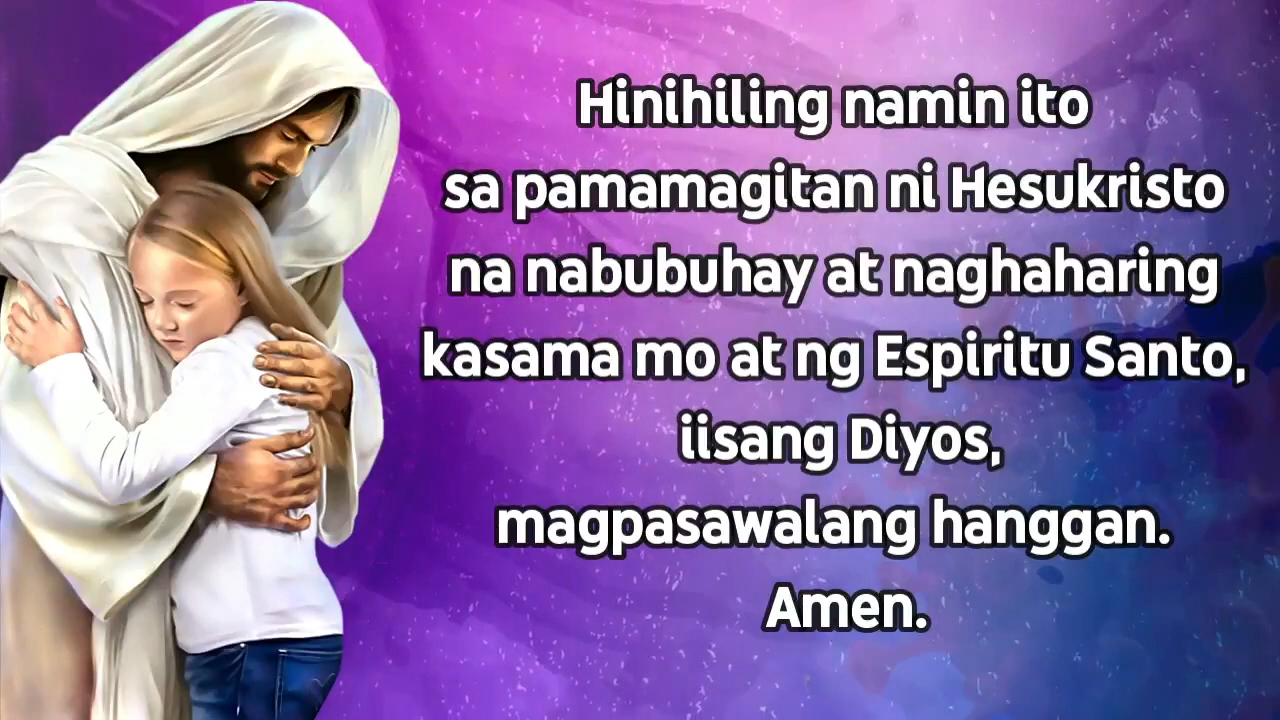 Hinihiling namin ito
sa pamamagitan ni Hesukristo
na nabubuhay at naghaharing
kasama mo at ng Espiritu Santo,
iisang Diyos,
magpasawalang hanggan.
Amen.